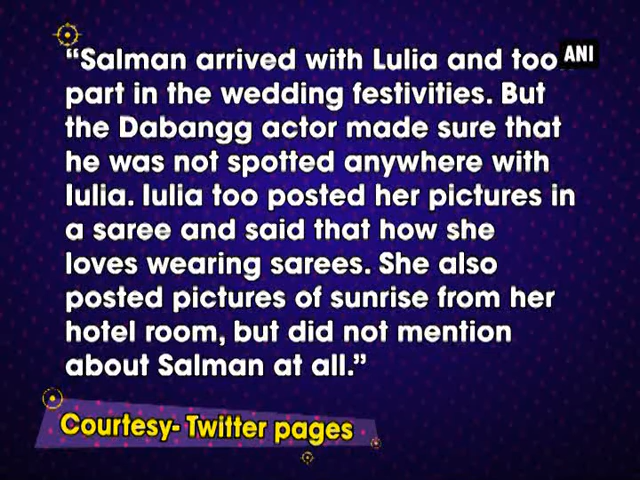 “Salman arrived with Lulia and too
ANI
part in the wedding festivities. But
the Dabangg actor made sure that
he was not spotted anywhere with
lulia. Iulia too posted her pictures in
a saree and said that how she
loves wearing sarees. She also
posted pictures of sunrise from her
hotel room, but did not mention
about Salman at all.”
Courtesy- Twitter pages